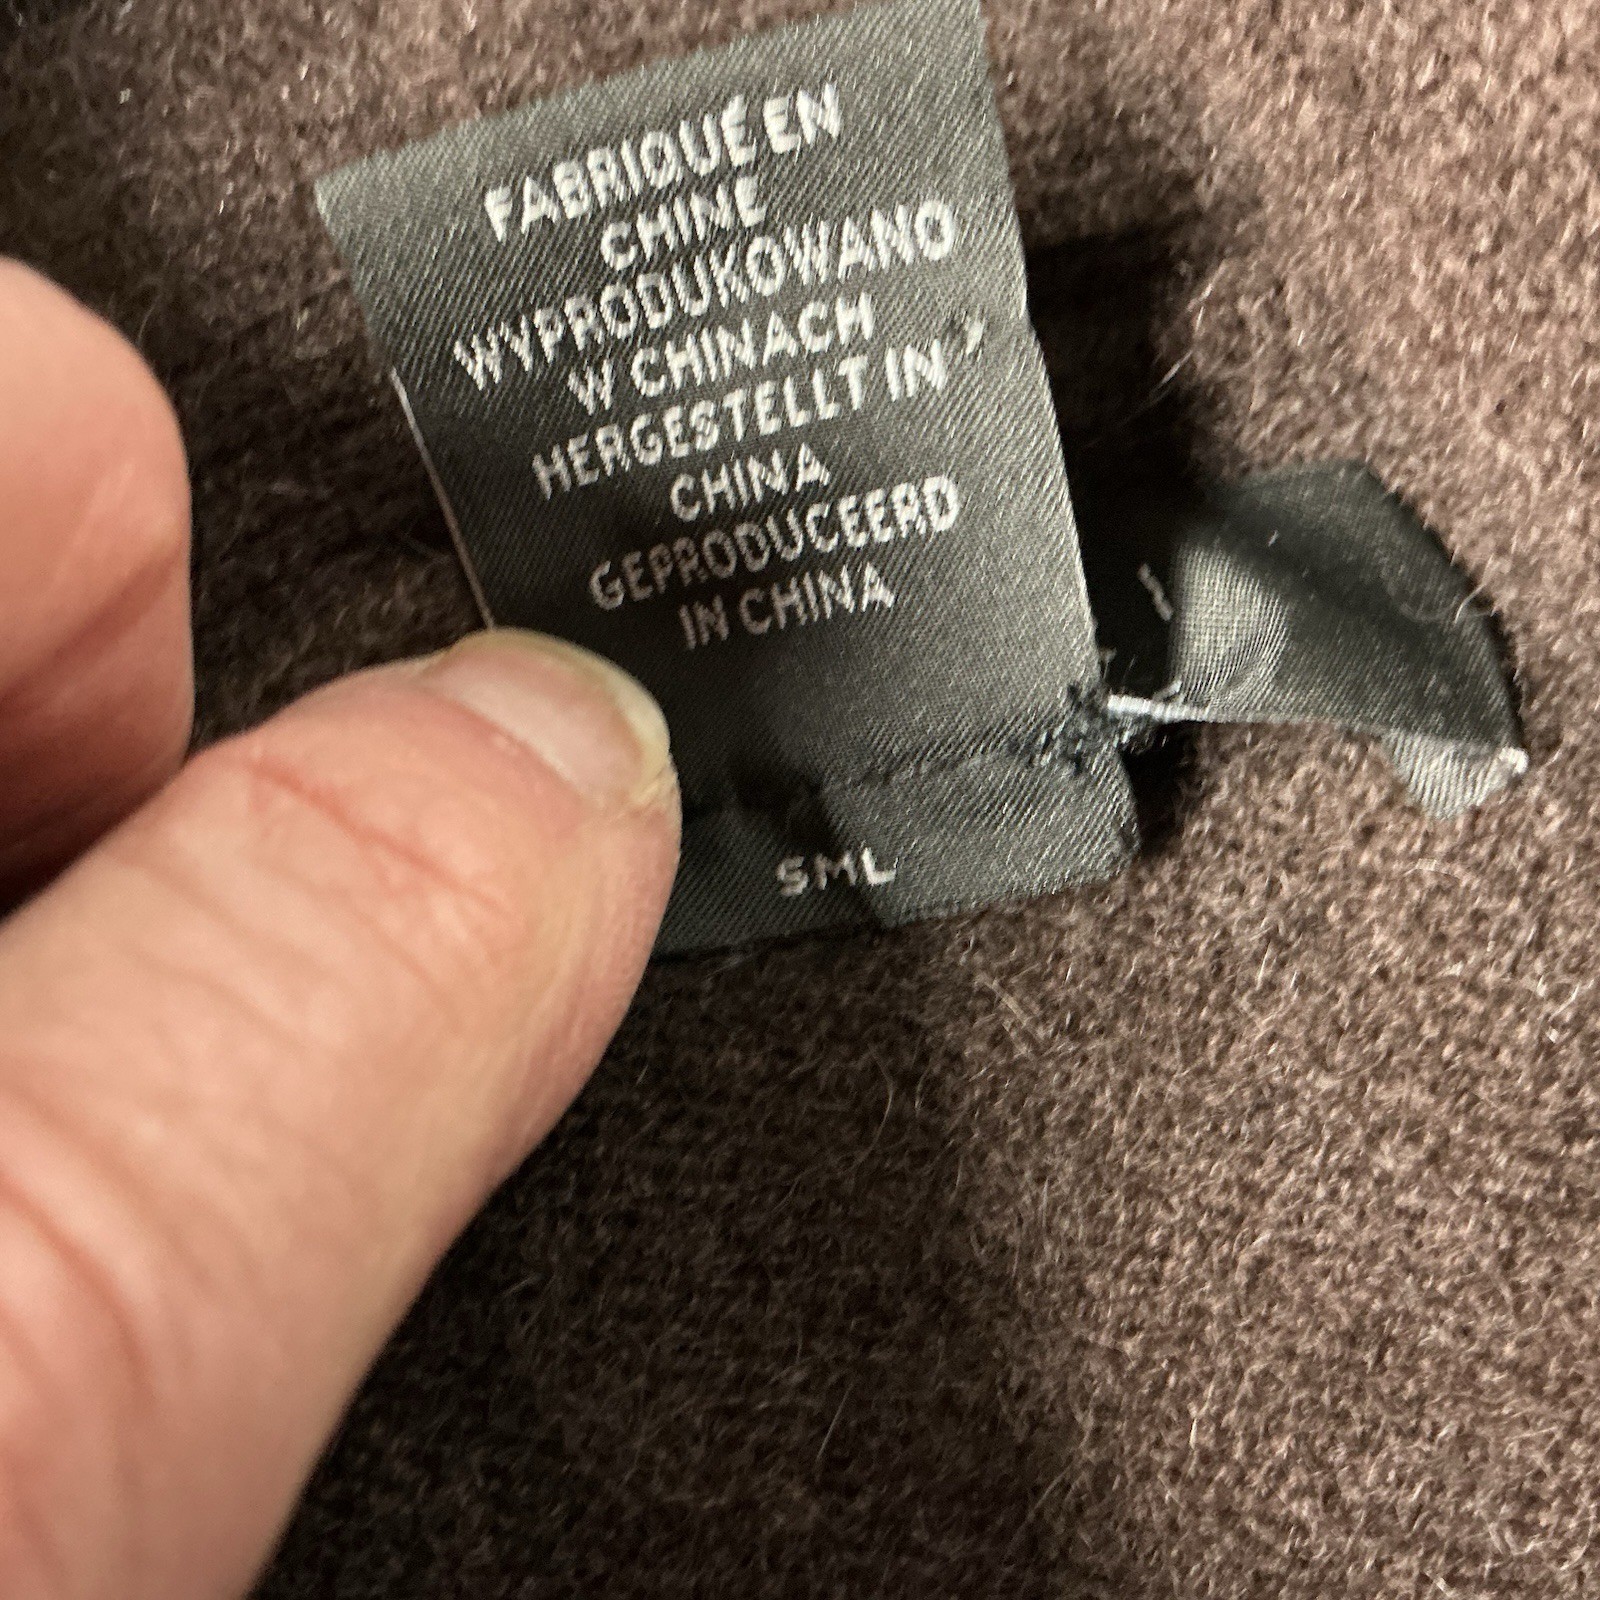 FABRIQUÉ EN
CHINE
WYPRODUKOWANO
W CHINACH
HERGESTELLT IN
CHINA
GEPRODUCEERD
IN CHINA
SML